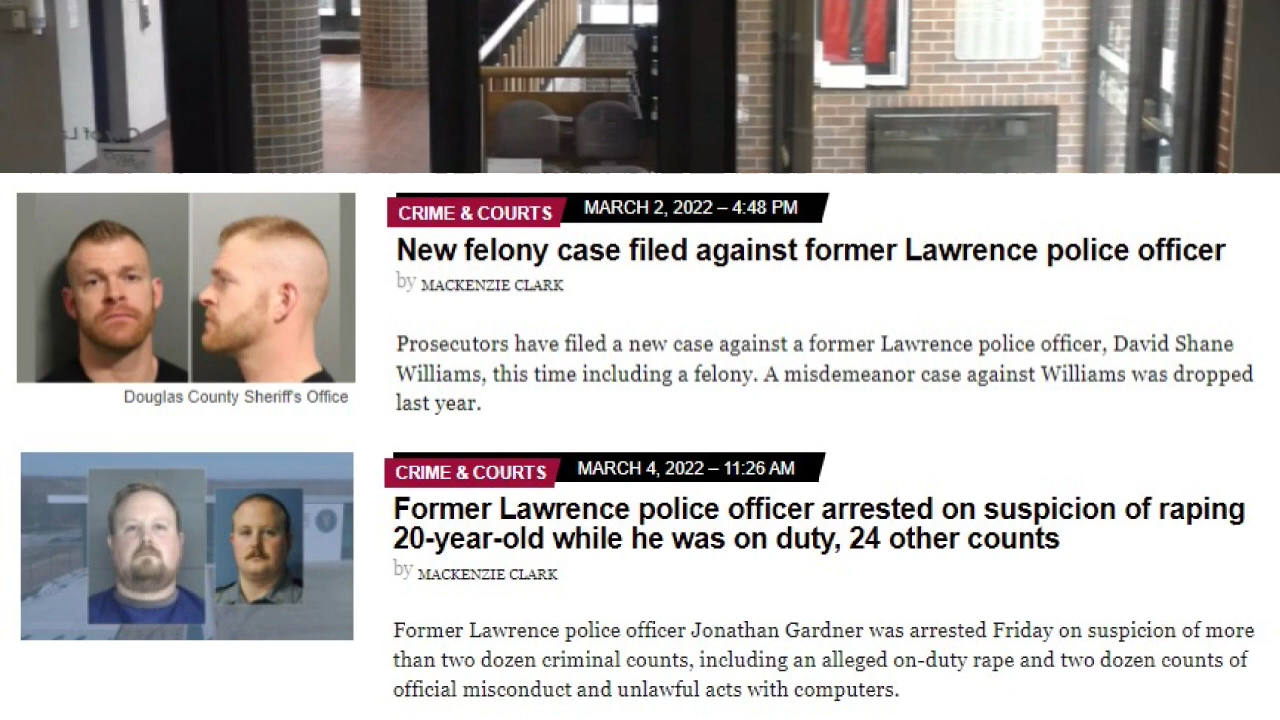 CRIME & COURTS
MARCH 2, 2022 – 4:48 PM
New felony case filed against former Lawrence police officer
by MACKENZIE CLARK
Prosecutors have filed a new case against a former Lawrence police officer, David Shane
Williams, this time including a felony. A misdemeanor case against Williams was dropped
last year.
Douglas County Sheriff's Office
CRIME & COURTS
MARCH 4, 2022 – 11:26 AM
Former Lawrence police officer arrested on suspicion of raping
20-year-old while he was on duty, 24 other counts
by MACKENZIE CLARK
Former Lawrence police officer Jonathan Gardner was arrested Friday on suspicion of more
than two dozen criminal counts, including an alleged on-duty rape and two dozen counts of
official misconduct and unlawful acts with computers.